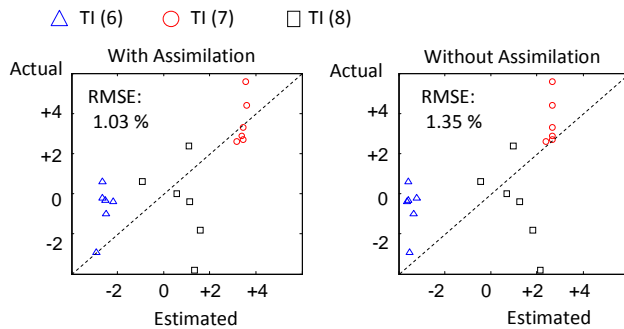 TI (6) TI (7) TI (8)
With Assimilation
Actual
RMSE:
1.03 %
+4
+2
0
-2
-2 0 +2 +4
Estimated
Without Assimilation
Actual
RMSE:
1.35 %
+4
+2
0
-2
-2 0 +2 +4
Estimated